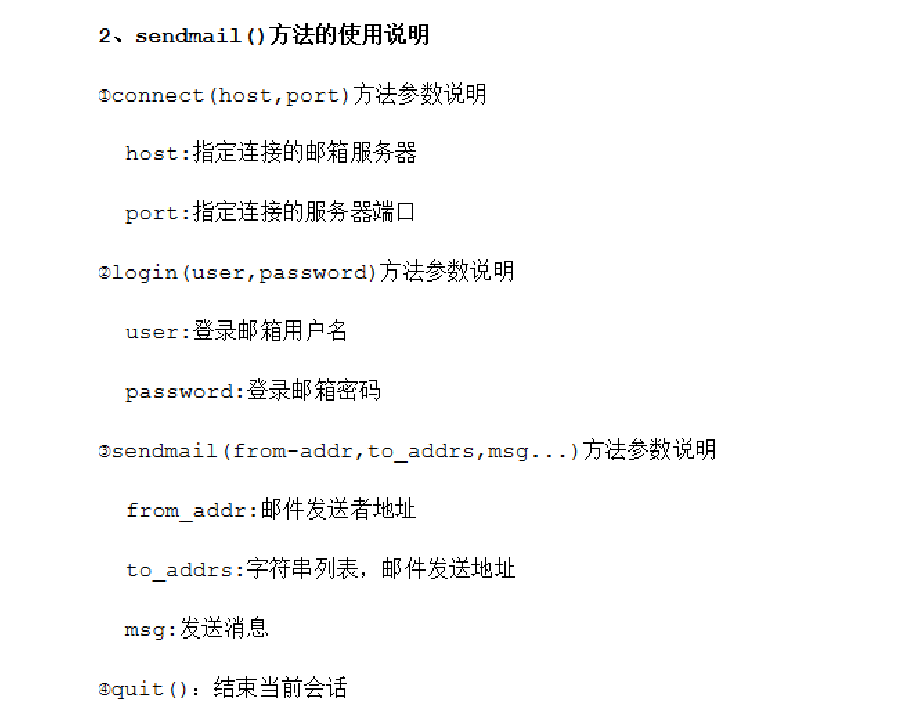 2、sendmail()方法的使用说明
①connect(host,port)方法参数说明
host:指定连接的邮箱服务器
port:指定连接的服务器端口
②login(user,password)方法参数说明
user:登录邮箱用户名
password:登录邮箱密码
③sendmail(from-addr,to_addrs,msg...)方法参数说明
from_addr:邮件发送者地址
to_addrs:字符串列表，邮件发送地址
msg:发送消息
④quit()：结束当前会话